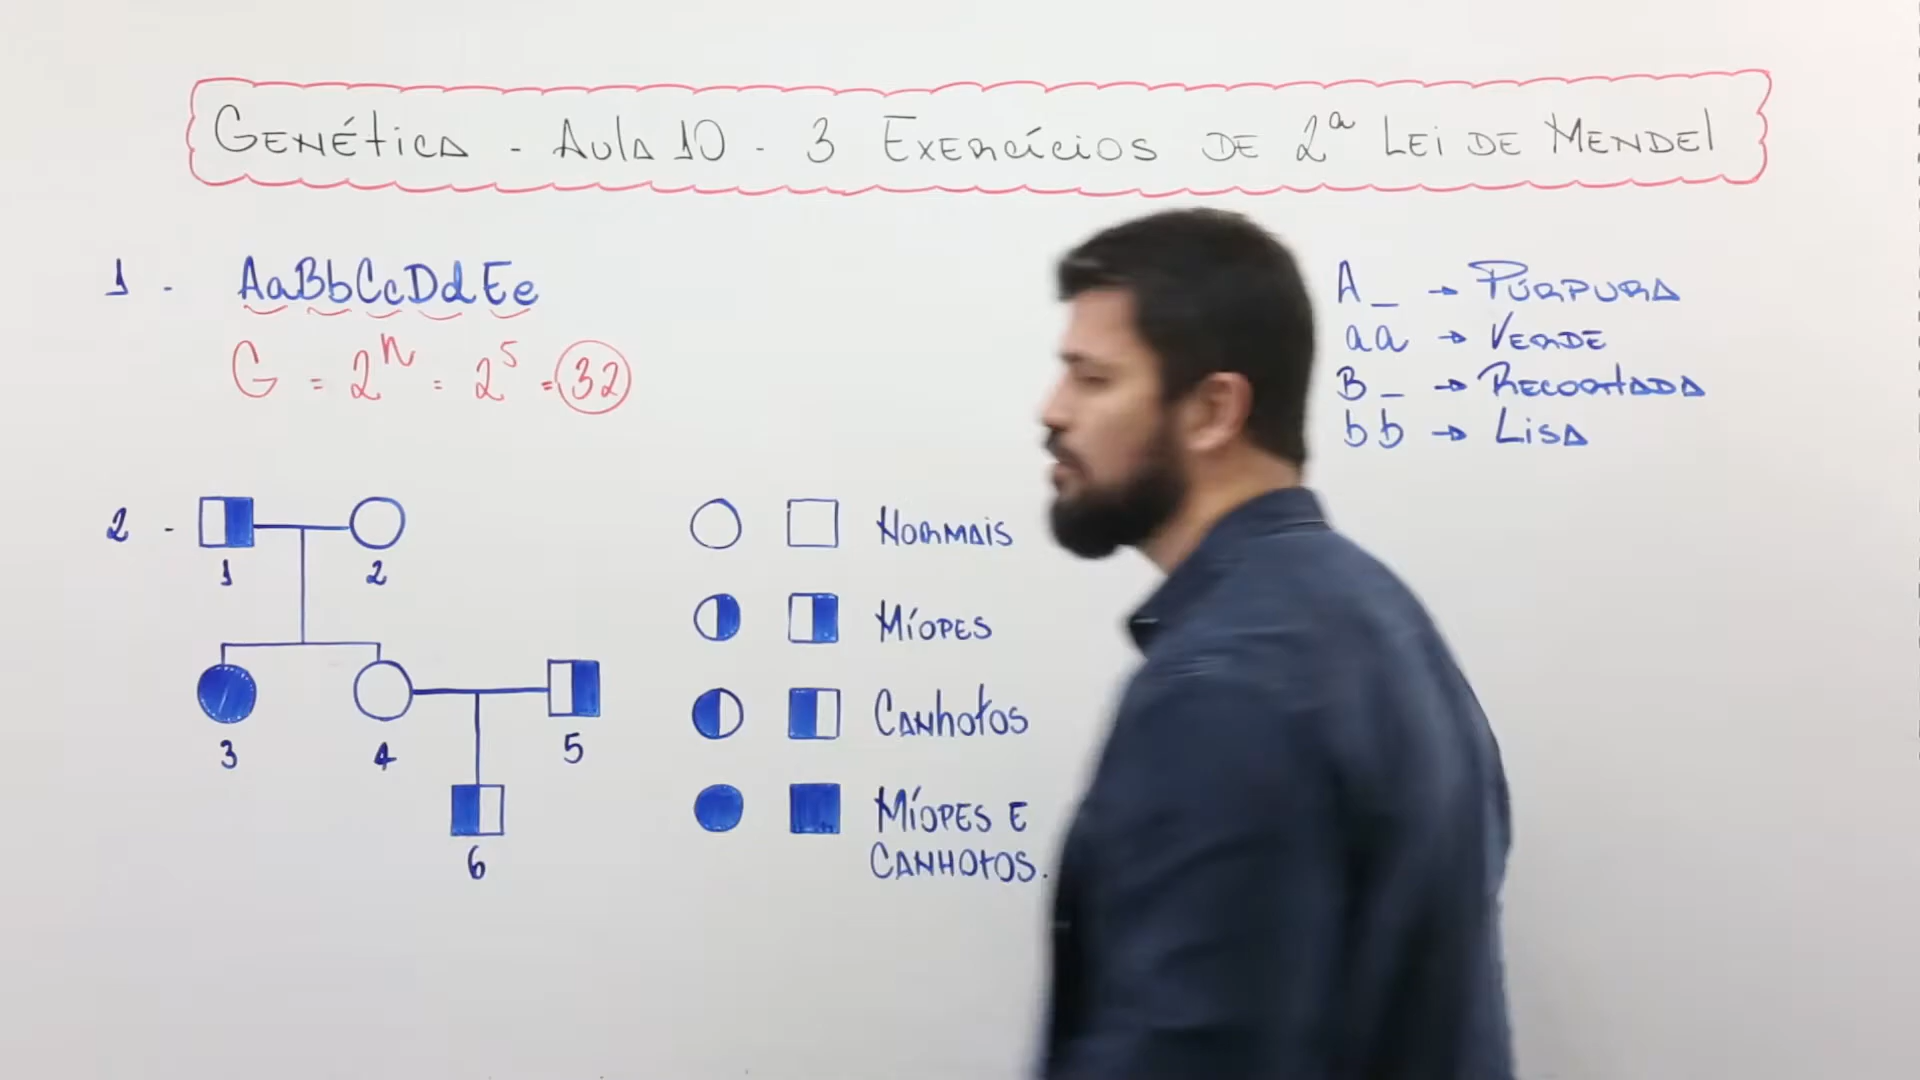 Genética - Aula 10 - 3 Exercícios de 2ª Lei de Mendel
1 - AaBbCcDdEe
G = 2ⁿ = 2⁵ = 32
2 -
1
2
3
4
5
6
Normais
Míopes
Canhotos
Míopes e
Canhotos.
A_ → Púrpura
aa → Verde
B_ → Recortada
bb → Lisa